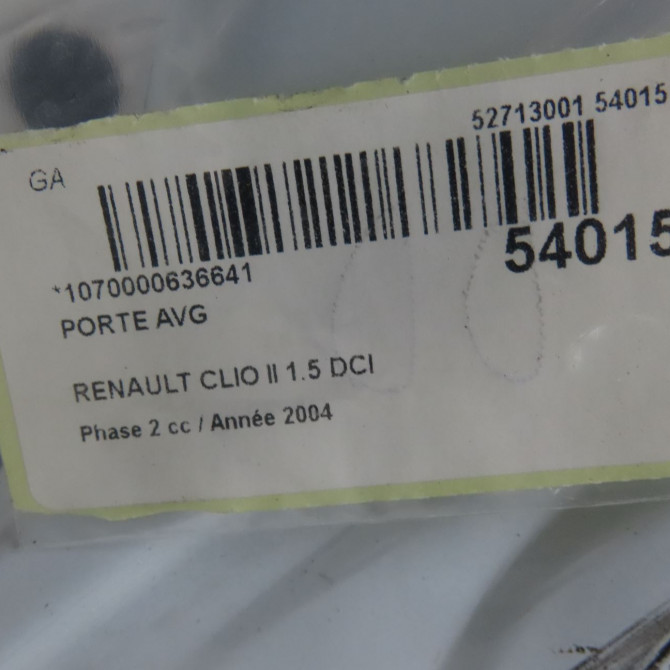 52713001 54015
GA
54015
*1070000636641
PORTE AVG
RENAULT CLIO II 1.5 DCI
Phase 2 cc / Année 2004